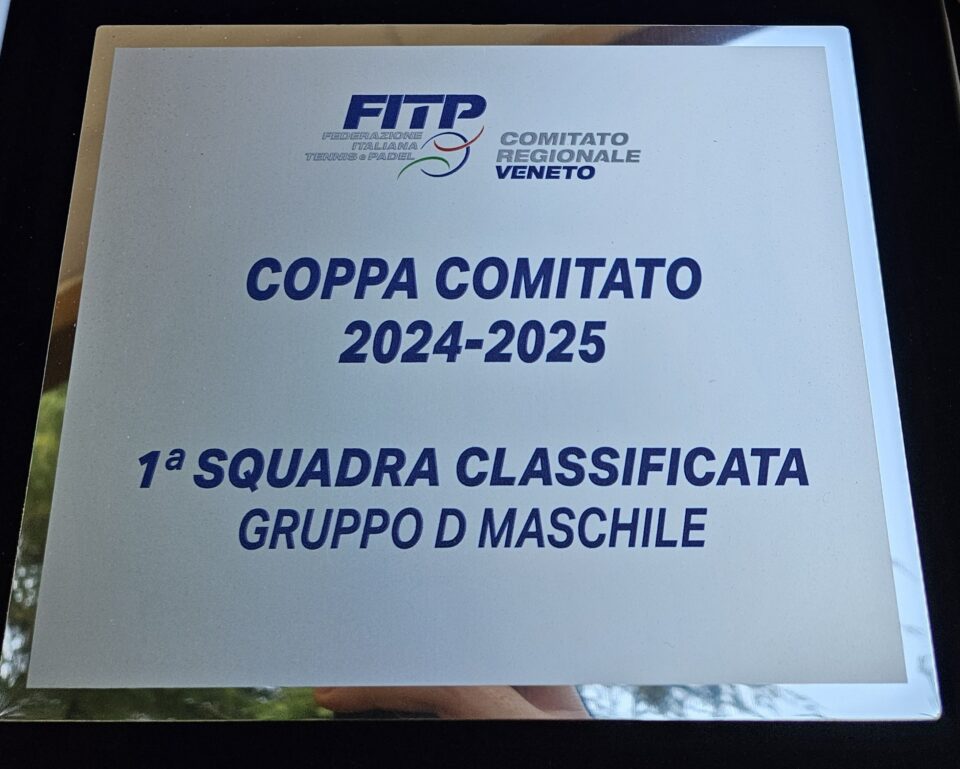 FITP
FEDERAZIONE
ITALIANA
TENNIS e PADEL
COMITATO
REGIONALE
VENETO
COPPA COMITATO
2024-2025
1ª SQUADRA CLASSIFICATA
GRUPPO D MASCHILE